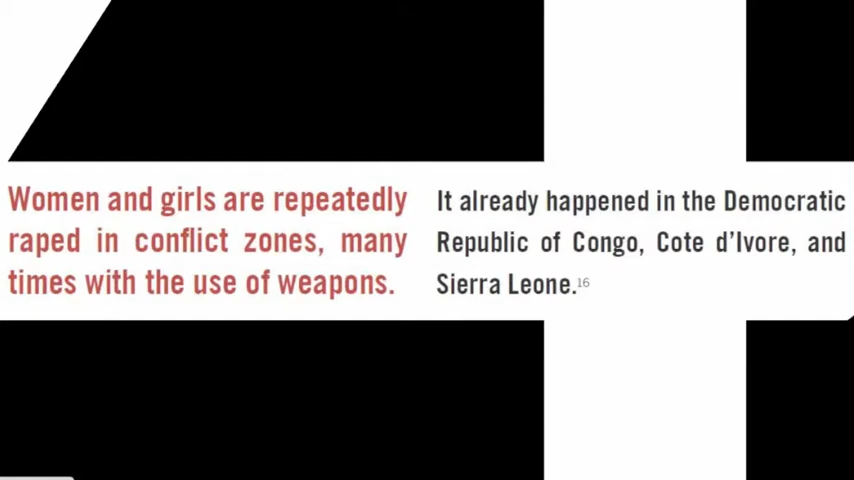 Women and girls are repeatedly
raped in conflict zones, many
times with the use of weapons.
It already happened in the Democratic
Republic of Congo, Cote d'Ivore, and
Sierra Leone.16